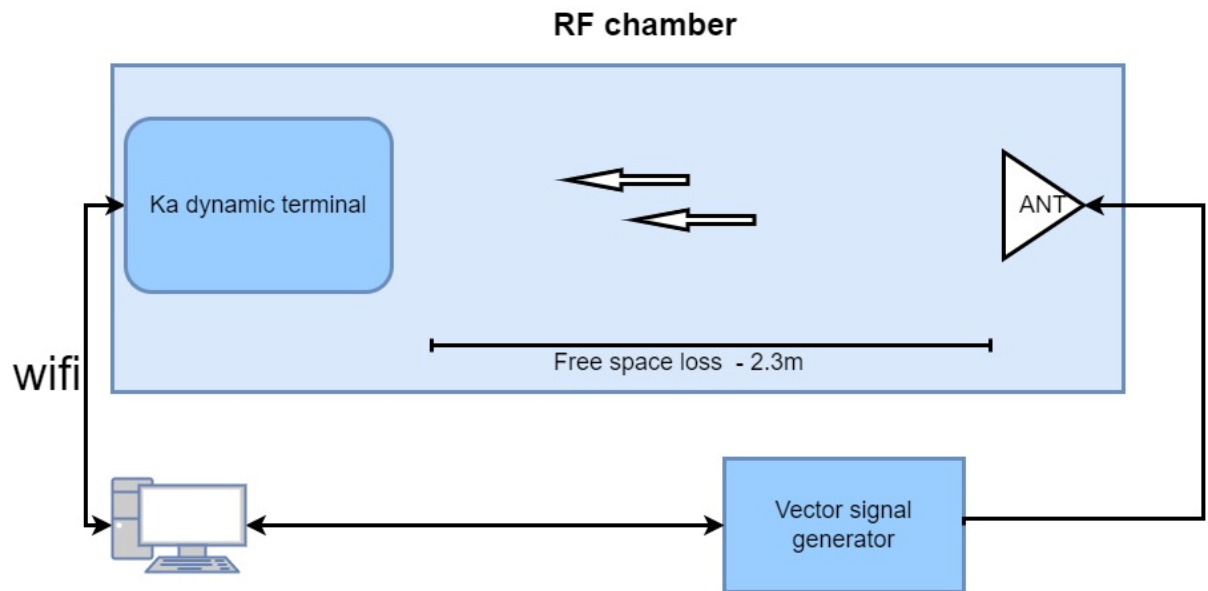 RF chamber
Ka dynamic terminal
ANT
Free space loss - 2.3m
wifi
Vector signal
generator